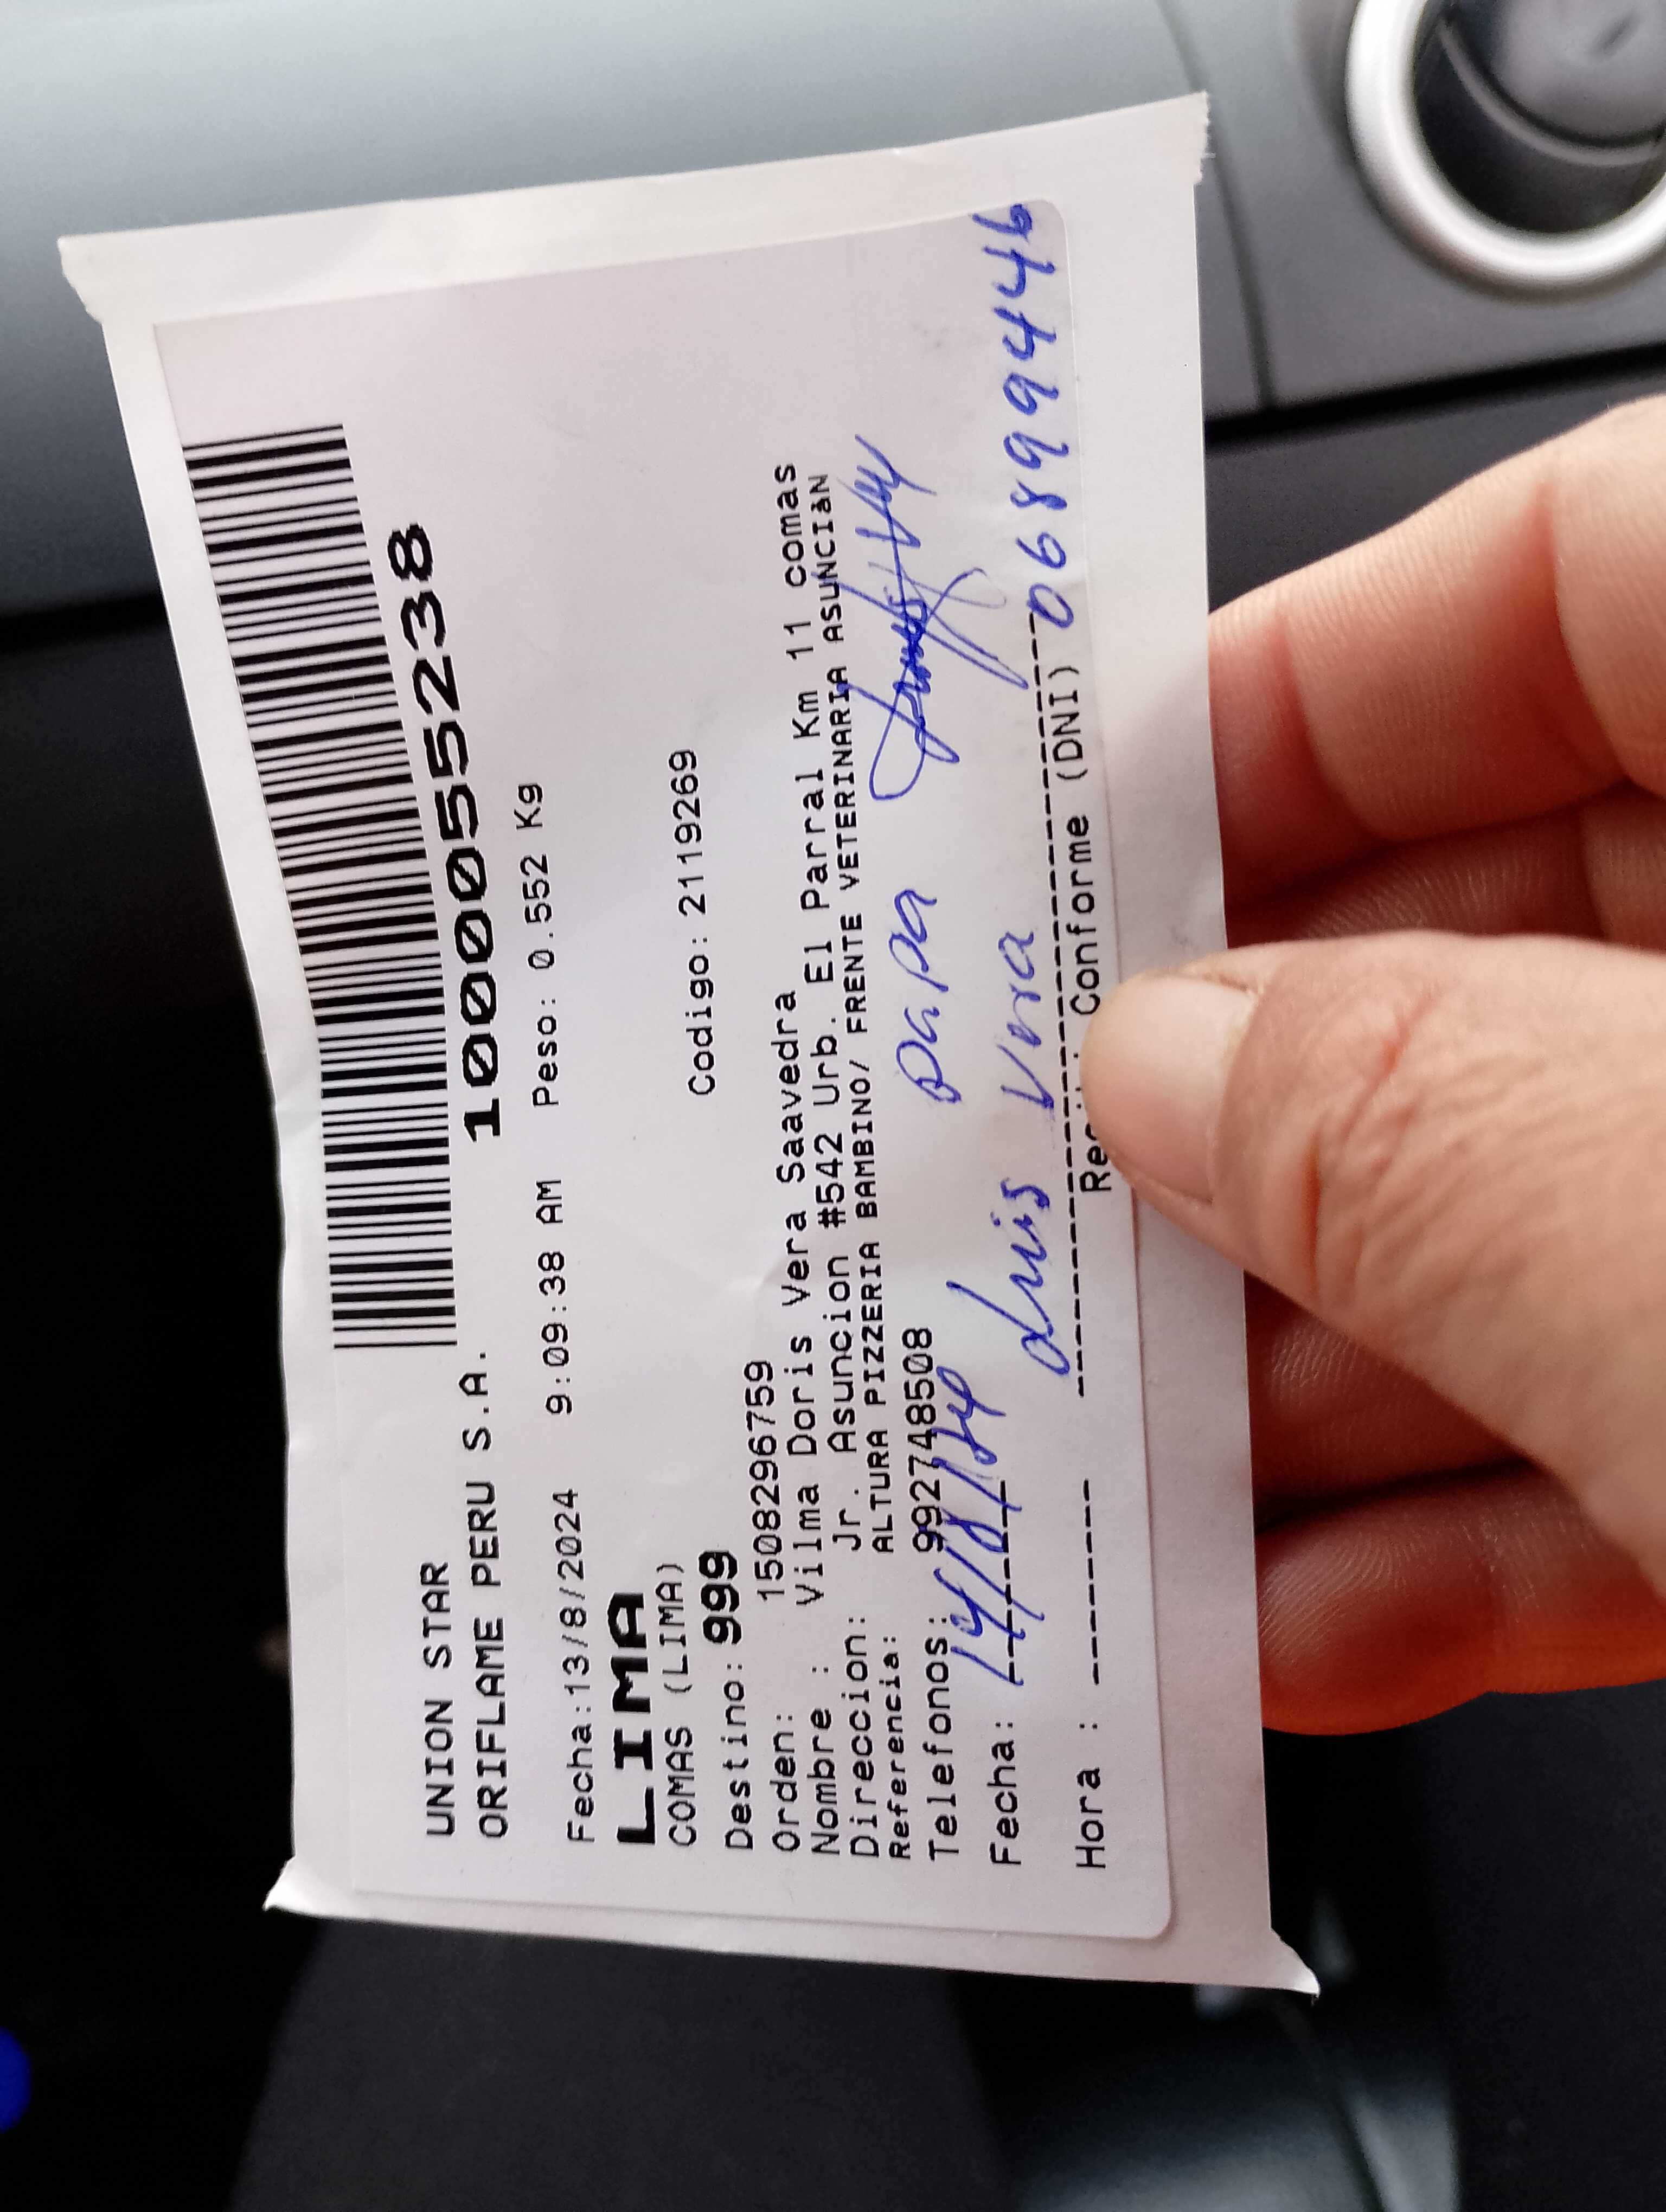 UNION STAR
ORIFLAME PERU S.A.
1000055238
Fecha:13/8/2024 9:09:38 AM Peso: 0.552 Kg
LIMA
COMAS (LIMA)
Destino: 999 Codigo: 2119269
Orden: 1508296759
Nombre : Vilma Doris Vera Saavedra
Direccion: Jr. Asuncion #542 Urb. El Parral Km 11 comas
Referencia: ALTURA PIZZERIA BAMBINO/ FRENTE VETERINARIA ASUNCIàN
Telefonos: 992748508
papa
Fecha: 14/8/24 Luis Vera 068994446
Hora : Conforme (DNI)